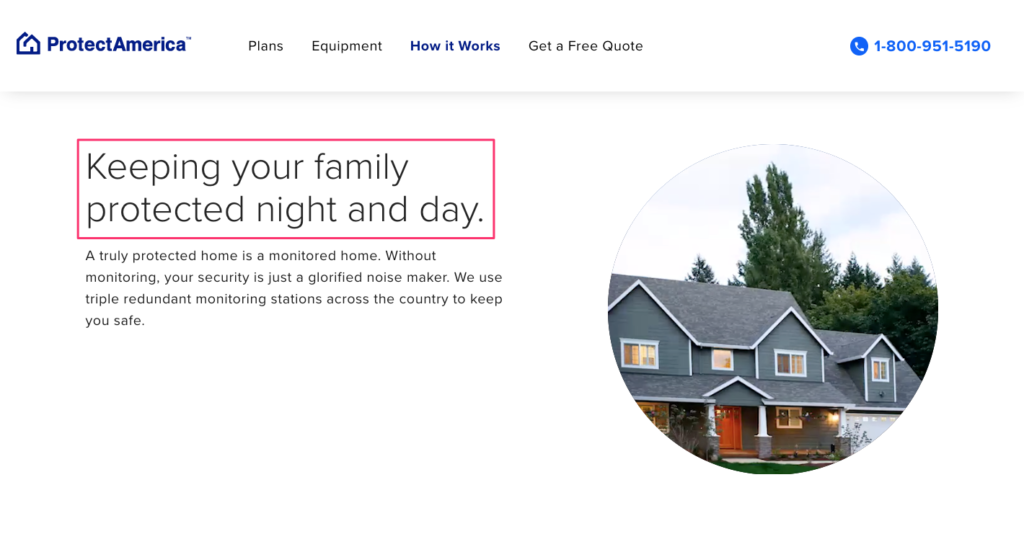 ProtectAmerica™
Plans
Equipment
How it Works
Get a Free Quote
1-800-951-5190
Keeping your family
protected night and day.
A truly protected home is a monitored home. Without
monitoring, your security is just a glorified noise maker. We use
triple redundant monitoring stations across the country to keep
you safe.